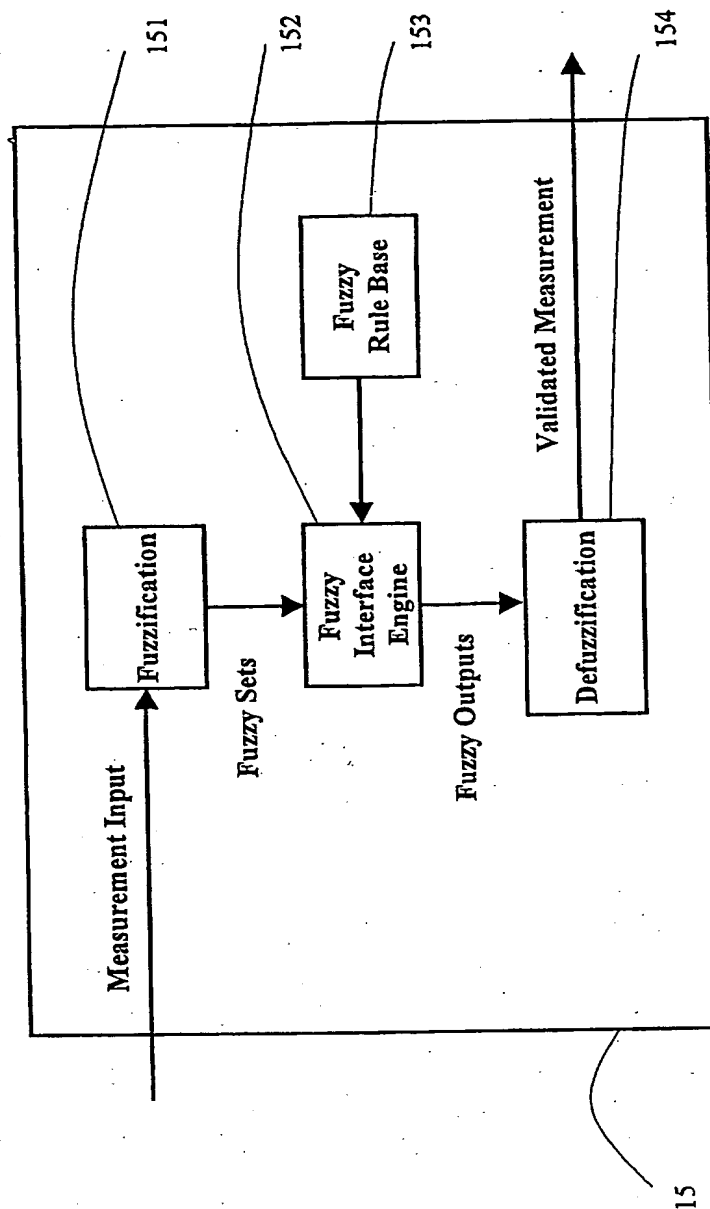 151
152
153
154
Measurement Input
Fuzzification
Fuzzy Sets
Fuzzy
Interface
Engine
Fuzzy
Rule Base
Fuzzy Outputs
Defuzzification
Validated Measurement
15